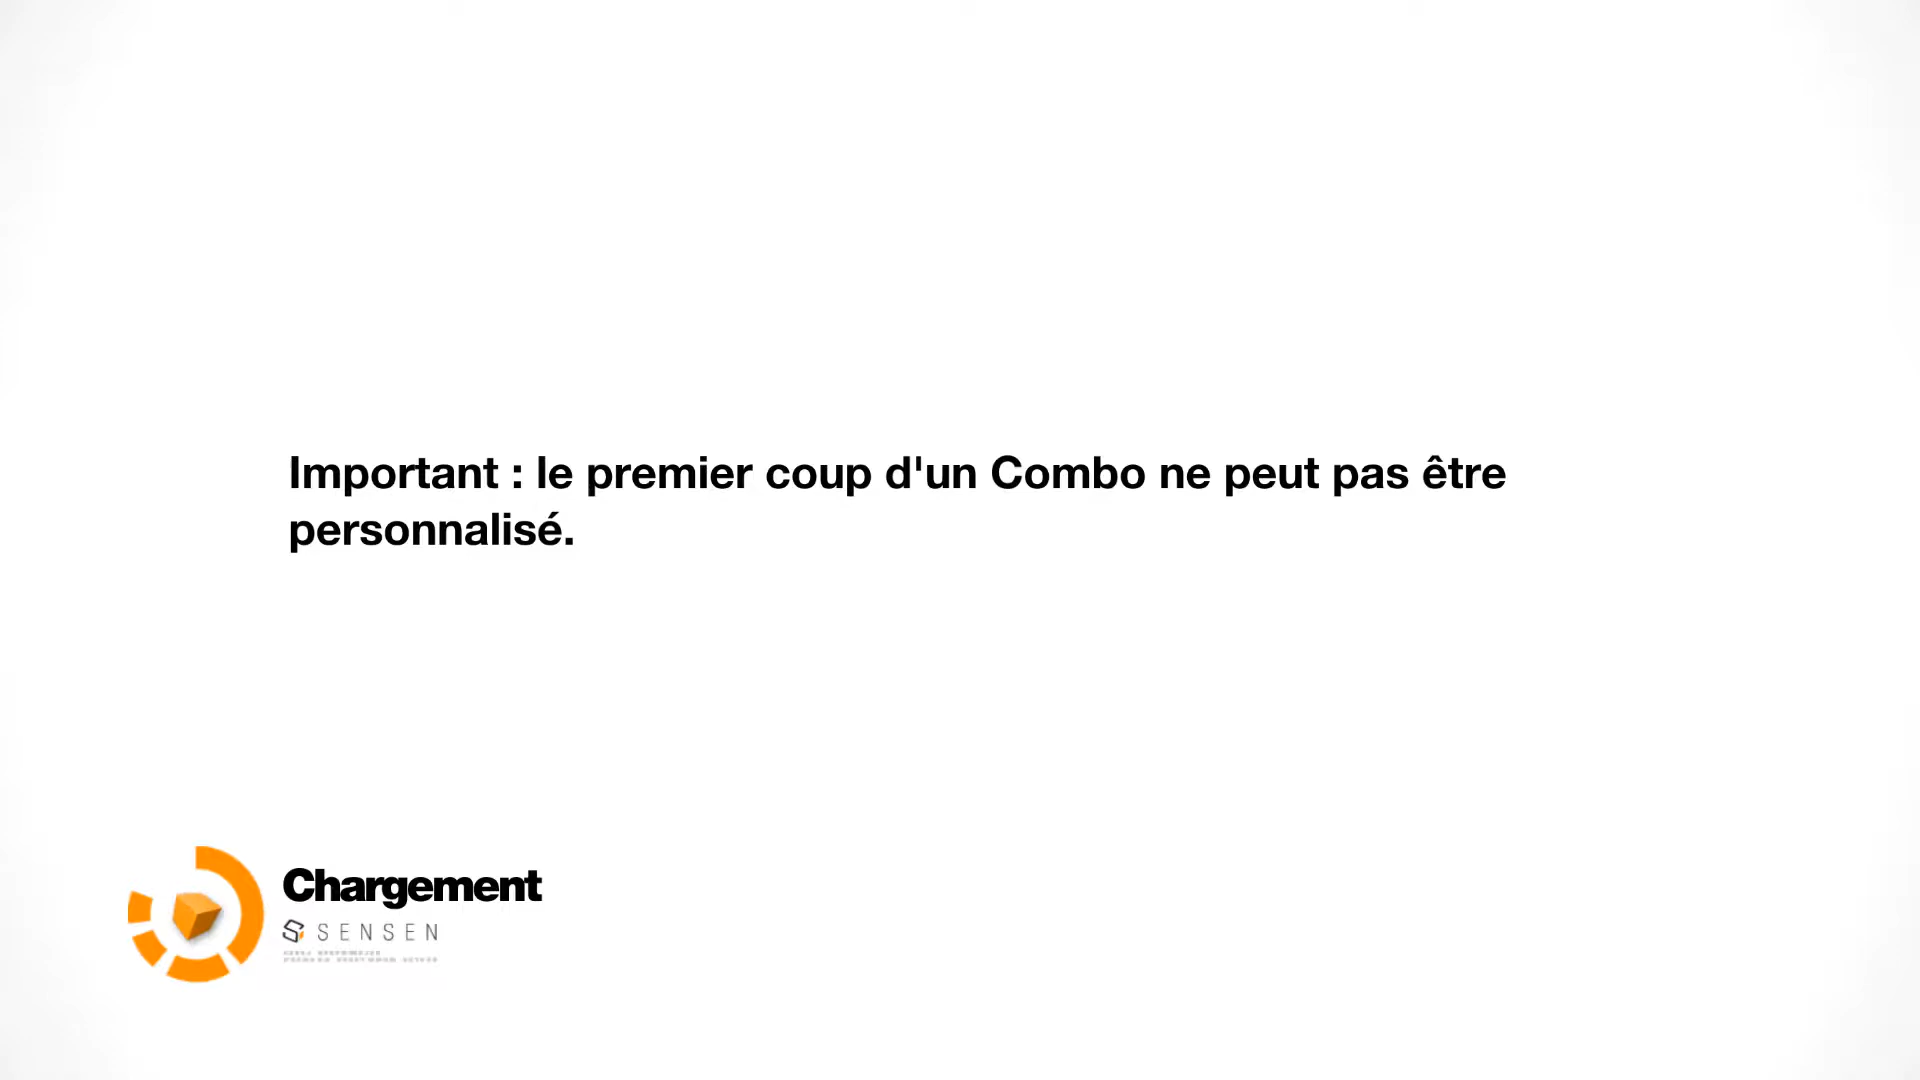 Important : le premier coup d'un Combo ne peut pas être
personnalisé.
Chargement
SENSEN